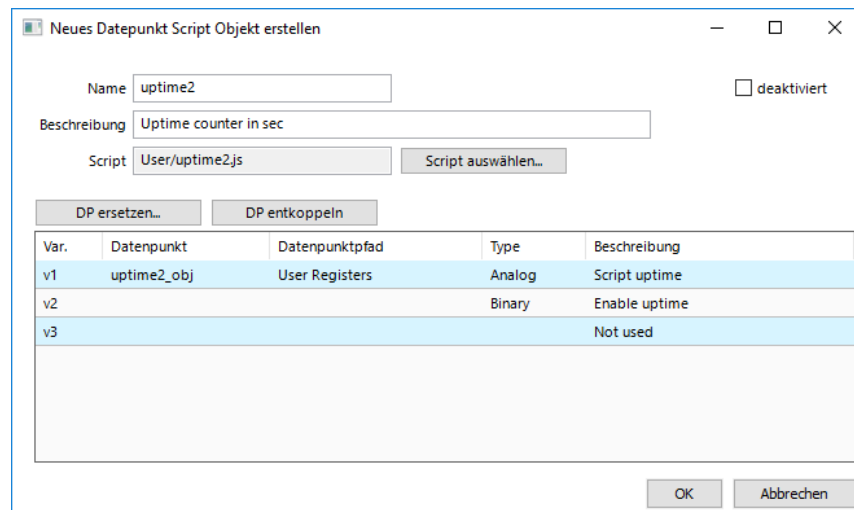 Neues Datepunkt Script Objekt erstellen
Name uptime2 deaktiviert
Beschreibung Uptime counter in sec
Script User/uptime2.js Script auswählen...
DP ersetzen... DP entkoppeln
Var. Datenpunkt Datenpunktpfad Type Beschreibung
v1 uptime2_obj User Registers Analog Script uptime
v2 Binary Enable uptime
v3 Not used
OK Abbrechen